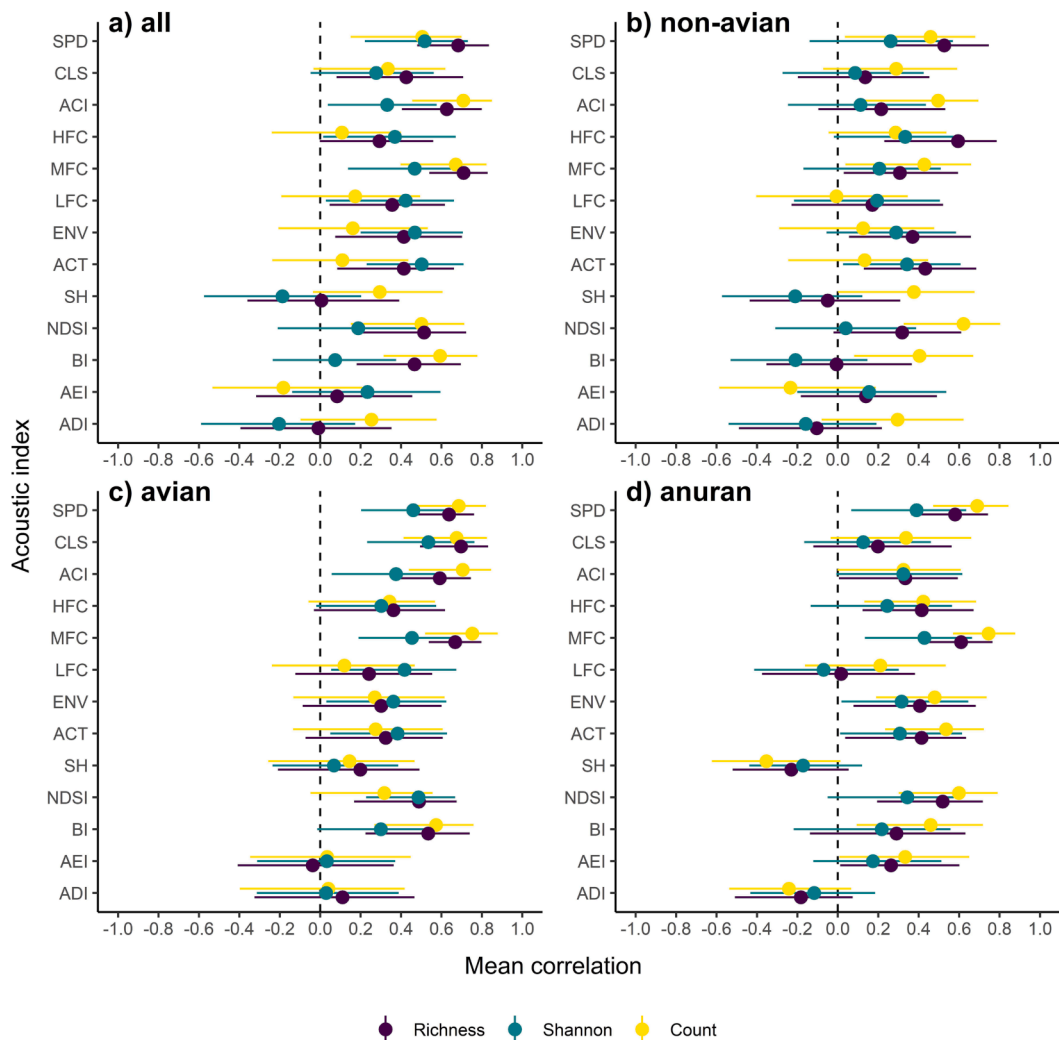 a) all
b) non-avian
SPD
CLS
ACI
HFC
MFC
LFC
ENV
ACT
SH
NDSI
BI
AEI
ADI
SPD
CLS
ACI
HFC
MFC
LFC
ENV
ACT
SH
NDSI
BI
AEI
ADI
-1.0 -0.8 -0.6 -0.4 -0.2 0.0 0.2 0.4 0.6 0.8 1.0
-1.0 -0.8 -0.6 -0.4 -0.2 0.0 0.2 0.4 0.6 0.8 1.0
Acoustic index
c) avian
d) anuran
SPD
CLS
ACI
HFC
MFC
LFC
ENV
ACT
SH
NDSI
BI
AEI
ADI
SPD
CLS
ACI
HFC
MFC
LFC
ENV
ACT
SH
NDSI
BI
AEI
ADI
-1.0 -0.8 -0.6 -0.4 -0.2 0.0 0.2 0.4 0.6 0.8 1.0
-1.0 -0.8 -0.6 -0.4 -0.2 0.0 0.2 0.4 0.6 0.8 1.0
Mean correlation
Richness Shannon Count